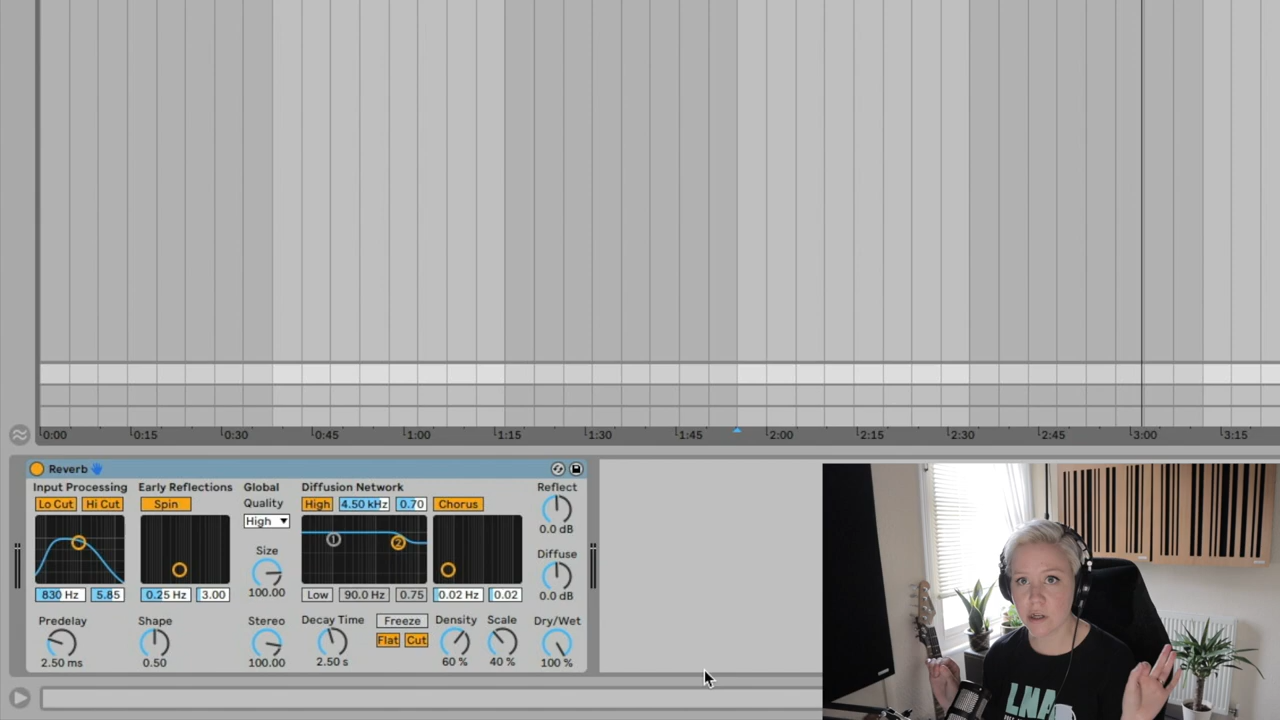 0:00 0:15 0:30 0:45 1:00 1:15 1:30 1:45 2:00 2:15 2:30 2:45 3:00 3:15
Reverb
Input Processing Early Reflections Global Diffusion Network Reflect
Lo Cut Hi Cut Spin Quality High 4.50 kHz 0.70 Chorus
High
0.0 dB
Size Diffuse
100.00
830 Hz 5.85 0.25 Hz 3.00 Low 90.0 Hz 0.75 0.02 Hz 0.02 0.0 dB
1 2
Predelay Shape Stereo Decay Time Freeze Density Scale Dry/Wet
Flat Cut
2.50 ms 0.50 100.00 2.50 s 60 % 40 % 100 %
LNA